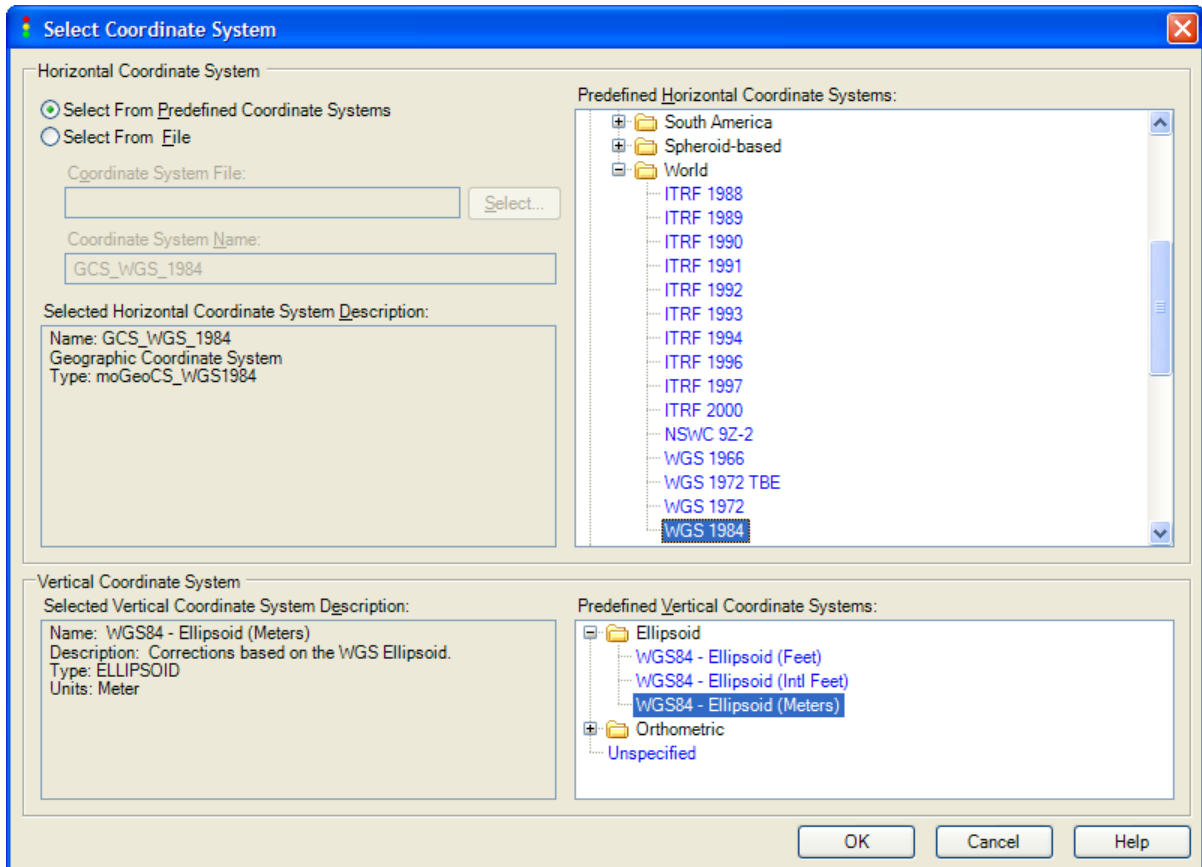 Select Coordinate System
Horizontal Coordinate System
Select From Predefined Coordinate Systems
Select From File
Coordinate System File:
Select...
Coordinate System Name:
GCS_WGS_1984
Selected Horizontal Coordinate System Description:
Name: GCS_WGS_1984
Geographic Coordinate System
Type: moGeoCS_WGS1984
Predefined Horizontal Coordinate Systems:
South America
Spheroid-based
World
ITRF 1988
ITRF 1989
ITRF 1990
ITRF 1991
ITRF 1992
ITRF 1993
ITRF 1994
ITRF 1996
ITRF 1997
ITRF 2000
NSWC 9Z-2
WGS 1966
WGS 1972 TBE
WGS 1972
WGS 1984
Vertical Coordinate System
Selected Vertical Coordinate System Description:
Name: WGS84 - Ellipsoid (Meters)
Description: Corrections based on the WGS Ellipsoid.
Type: ELLIPSOID
Units: Meter
Predefined Vertical Coordinate Systems:
Ellipsoid
WGS84 - Ellipsoid (Feet)
WGS84 - Ellipsoid (Intl Feet)
WGS84 - Ellipsoid (Meters)
Orthometric
Unspecified
OK
Cancel
Help